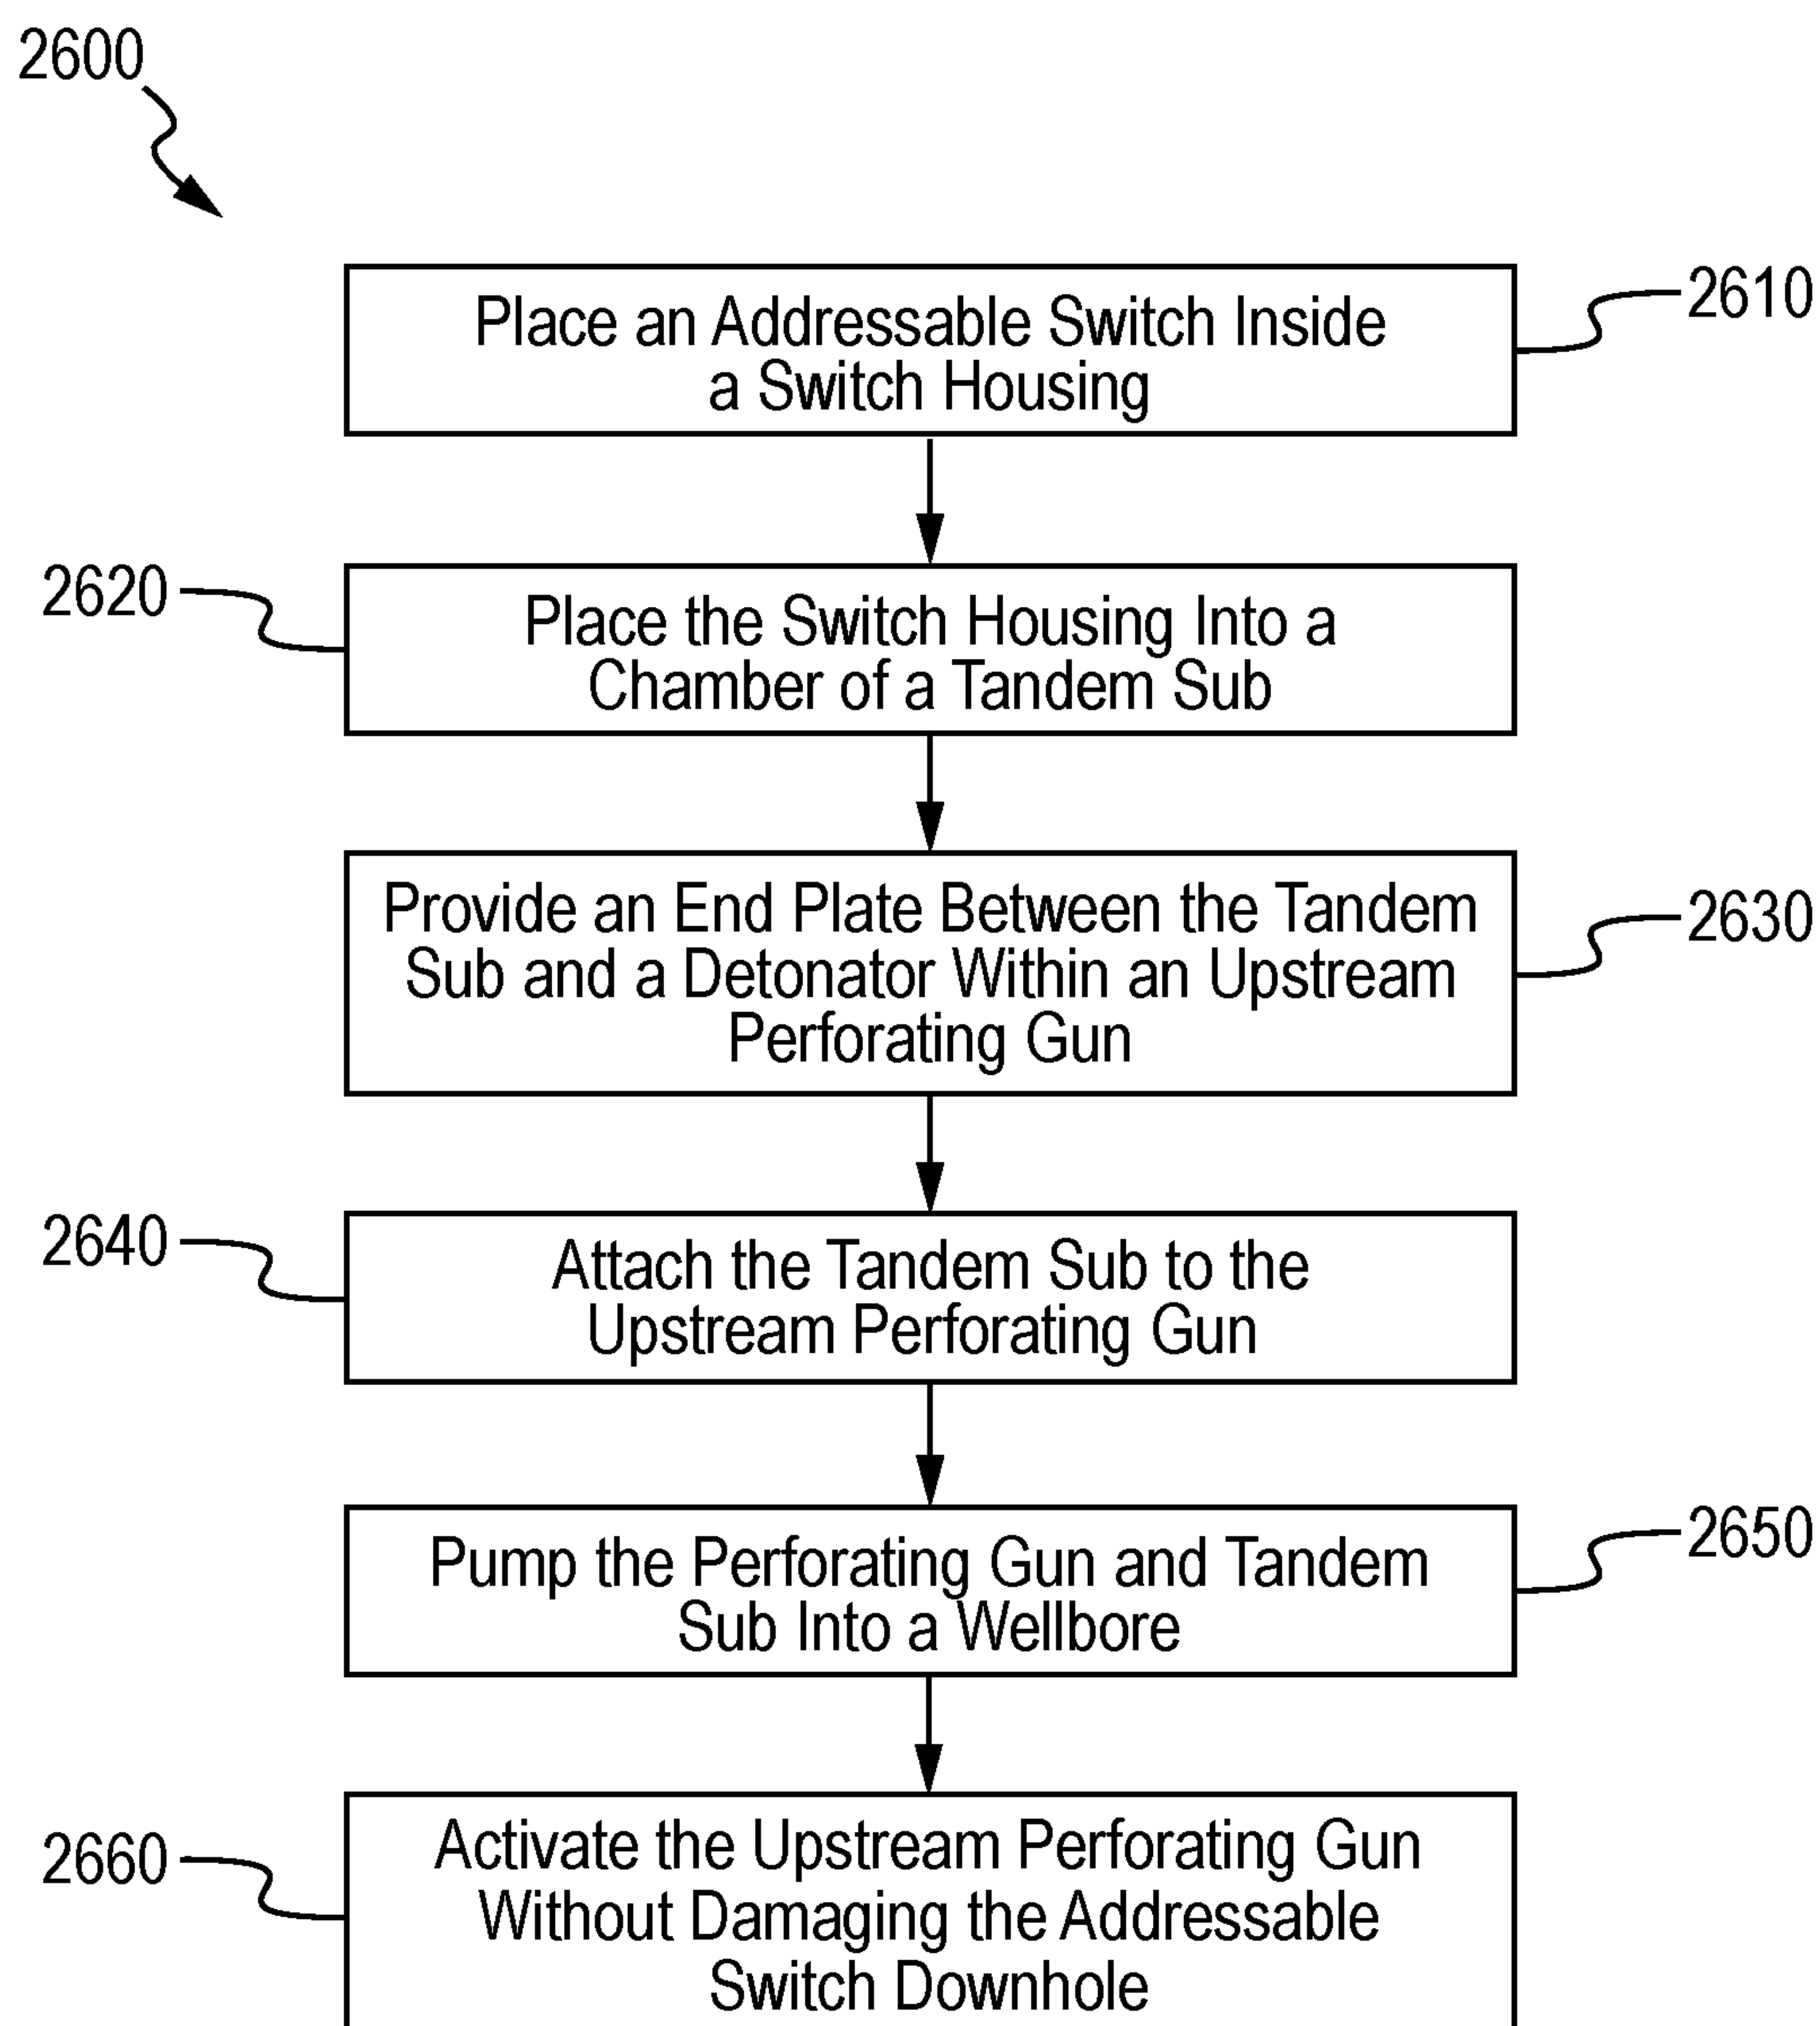 2600
Place an Addressable Switch Inside
a Switch Housing
2610
2620
Place the Switch Housing Into a
Chamber of a Tandem Sub
Provide an End Plate Between the Tandem
Sub and a Detonator Within an Upstream
Perforating Gun
2630
2640
Attach the Tandem Sub to the
Upstream Perforating Gun
Pump the Perforating Gun and Tandem
Sub Into a Wellbore
2650
2660
Activate the Upstream Perforating Gun
Without Damaging the Addressable
Switch Downhole